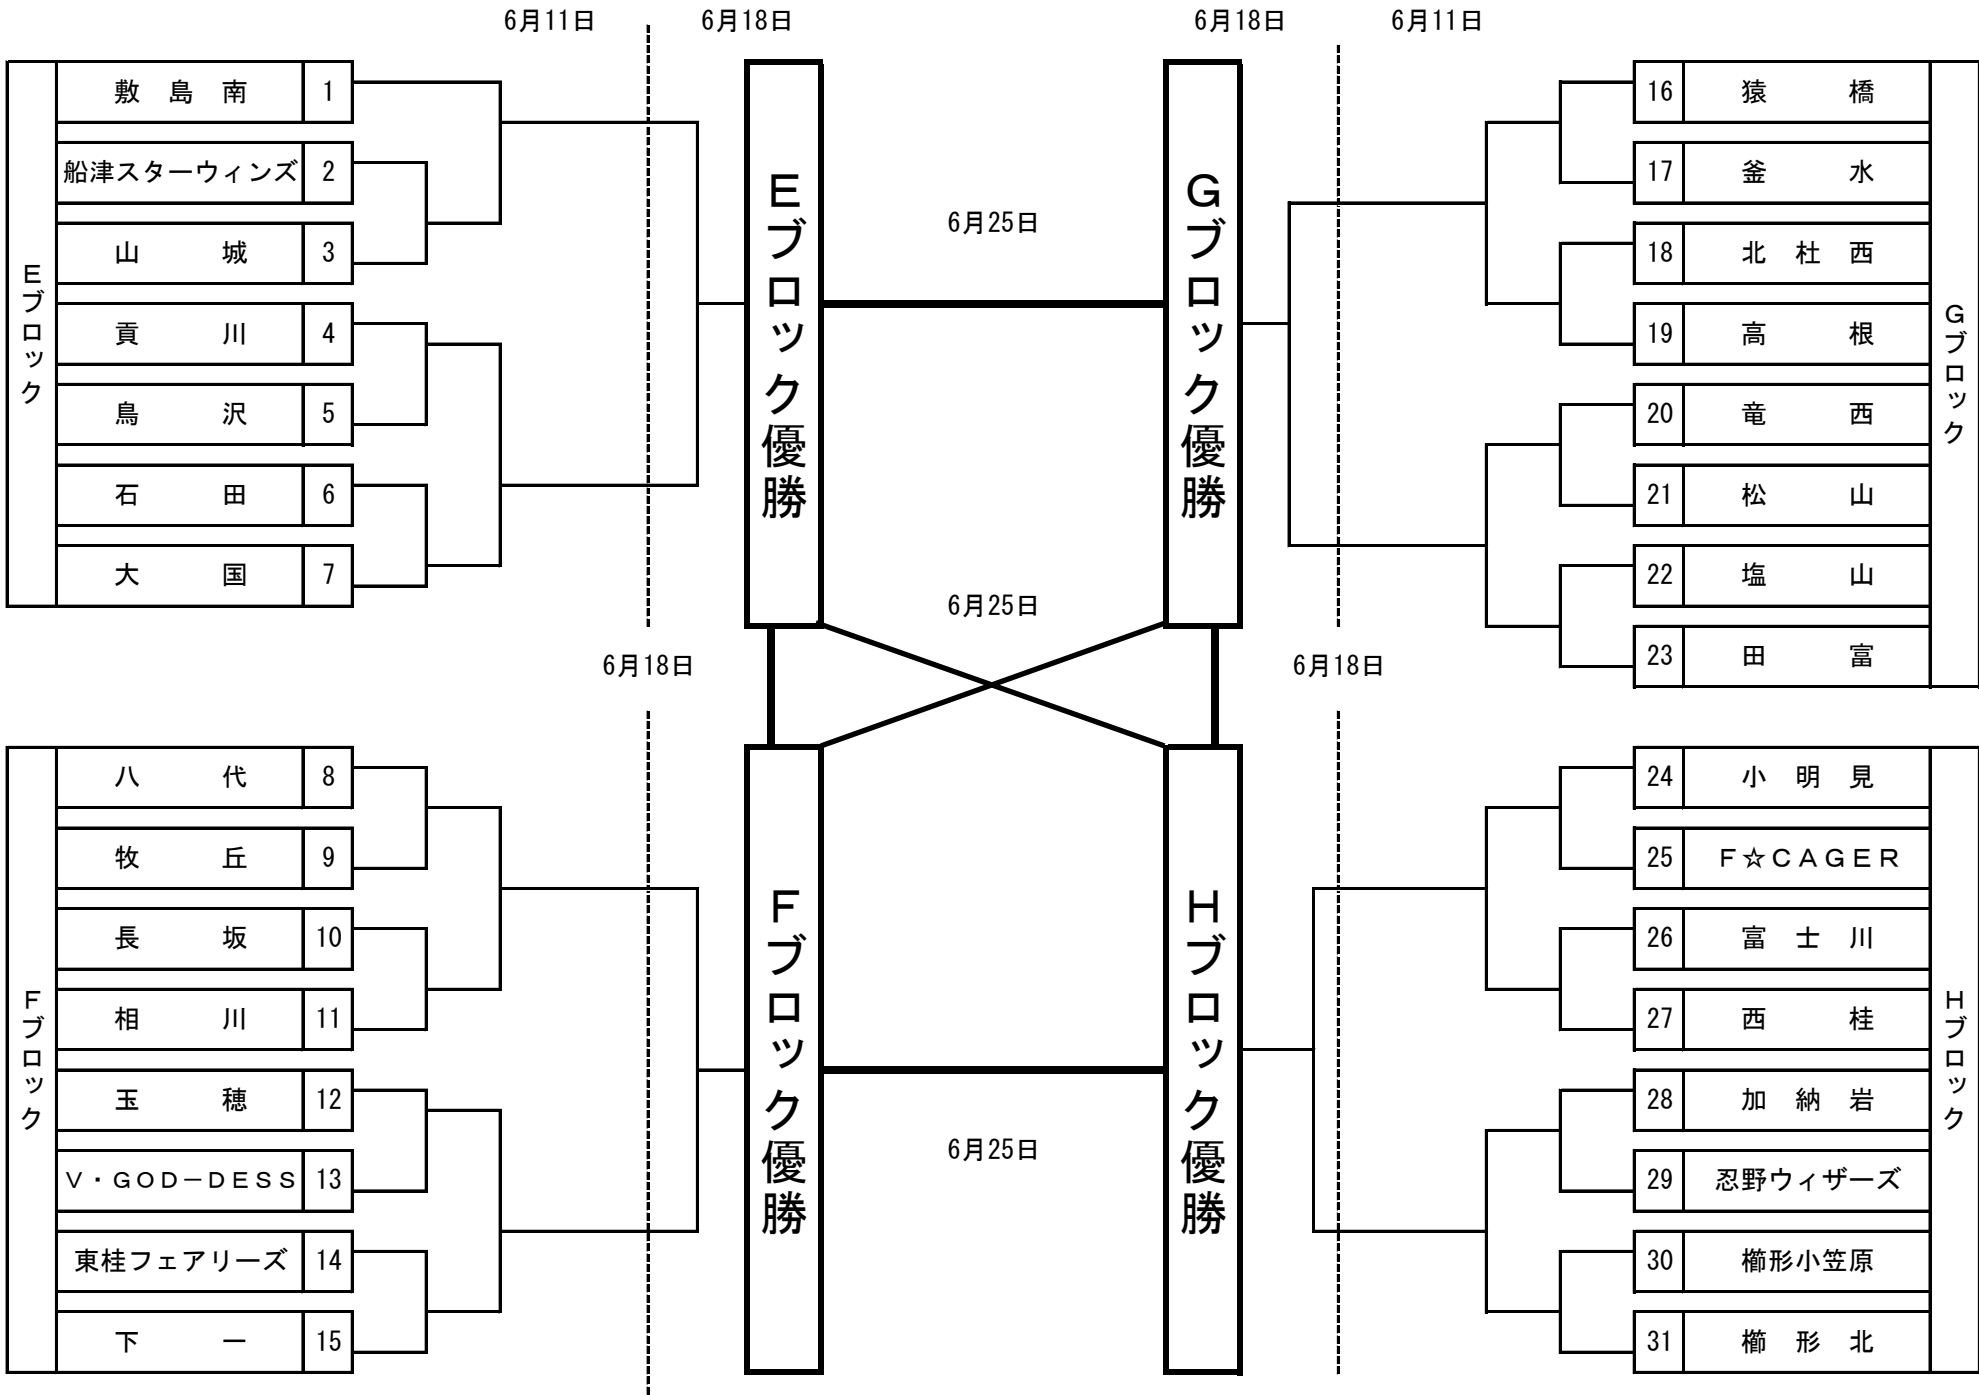 6月11日 6月18日 6月18日 6月11日
Eブロック
敷島南 1
船津スターウィンズ 2
山城 3
貢川 4
鳥沢 5
石田 6
大国 7
Eブロック優勝
6月25日
Gブロック優勝
16 猿橋
17 釜水
18 北杜西
19 高根
20 竜西
21 松山
22 塩山
23 田富
Gブロック
6月25日
6月18日
6月18日
Fブロック
八代 8
牧丘 9
長坂 10
相川 11
玉穂 12
V・GOD－DESS 13
東桂フェアリーズ 14
下一 15
Fブロック優勝
6月25日
Hブロック優勝
24 小明見
25 F☆CAGER
26 富士川
27 西桂
28 加納岩
29 忍野ウィザーズ
30 櫛形小笠原
31 櫛形北
Hブロック